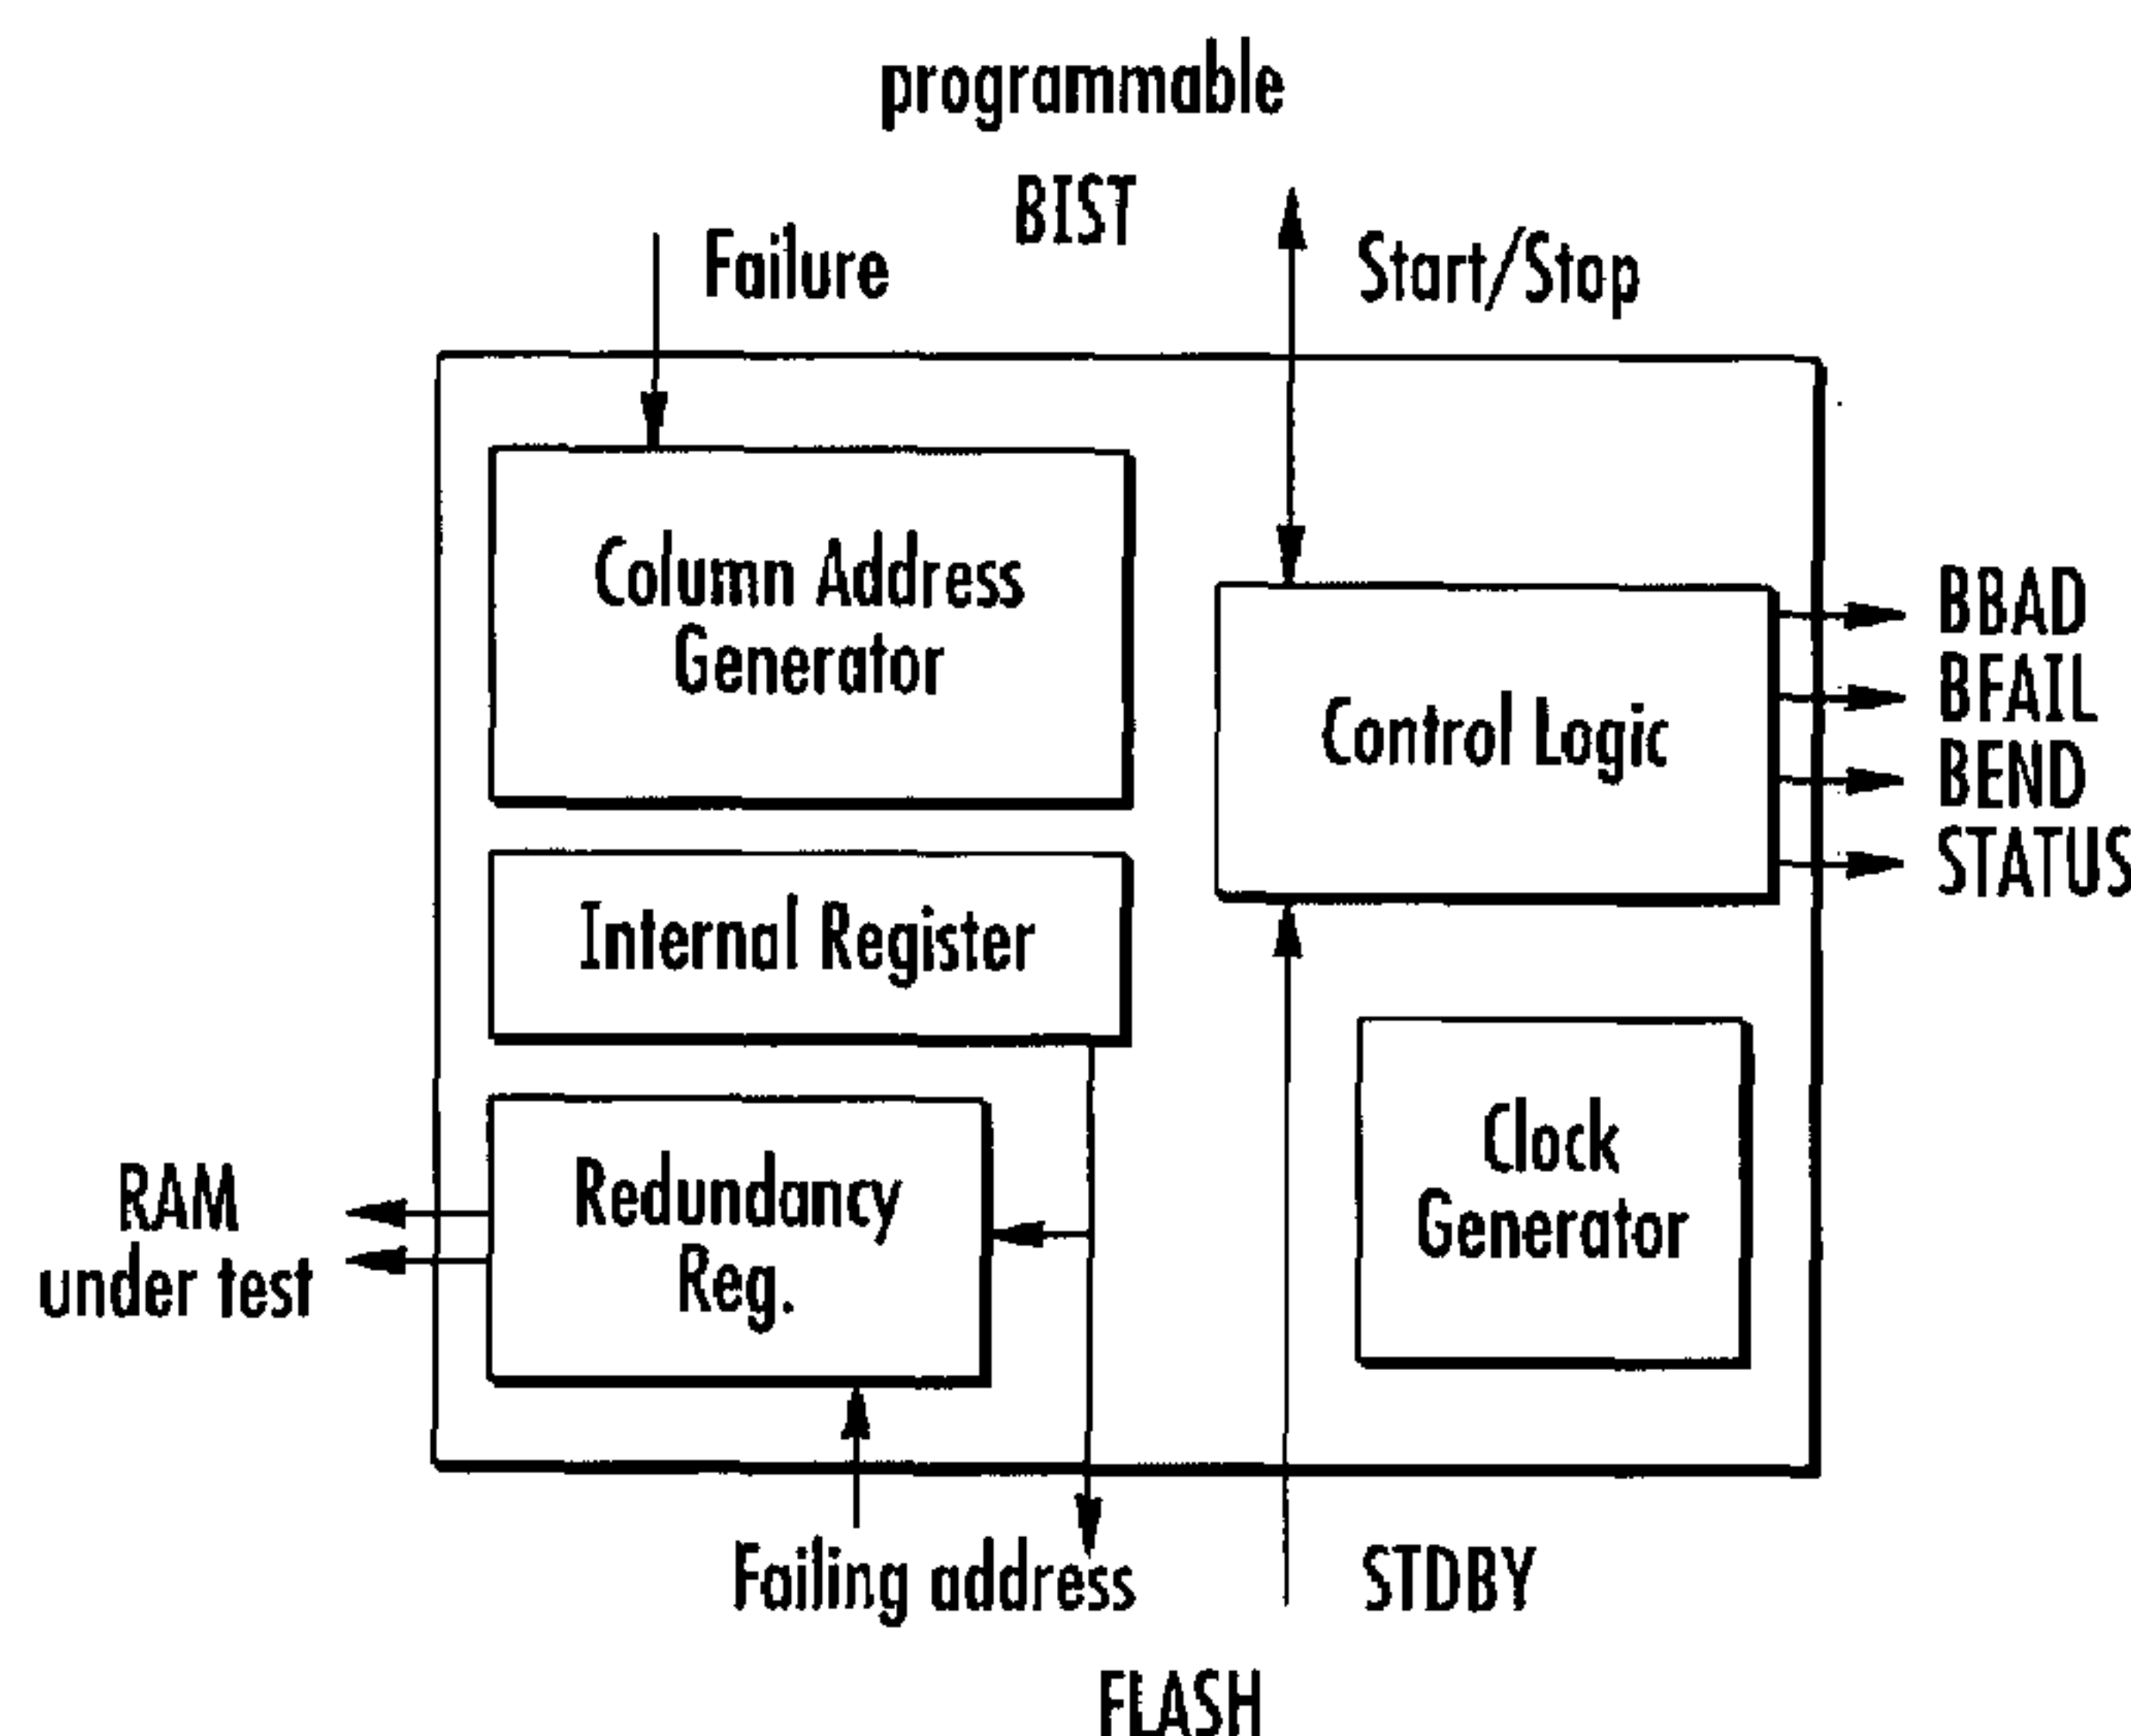 programmable
BIST
Failure
Start/Stop
Column Address
Generator
Control Logic
BBAD
BFAIL
BEND
STATUS
Internal Register
Clock
Generator
Redundancy
Reg.
RAM
under test
Failing address
STDBY
FLASH